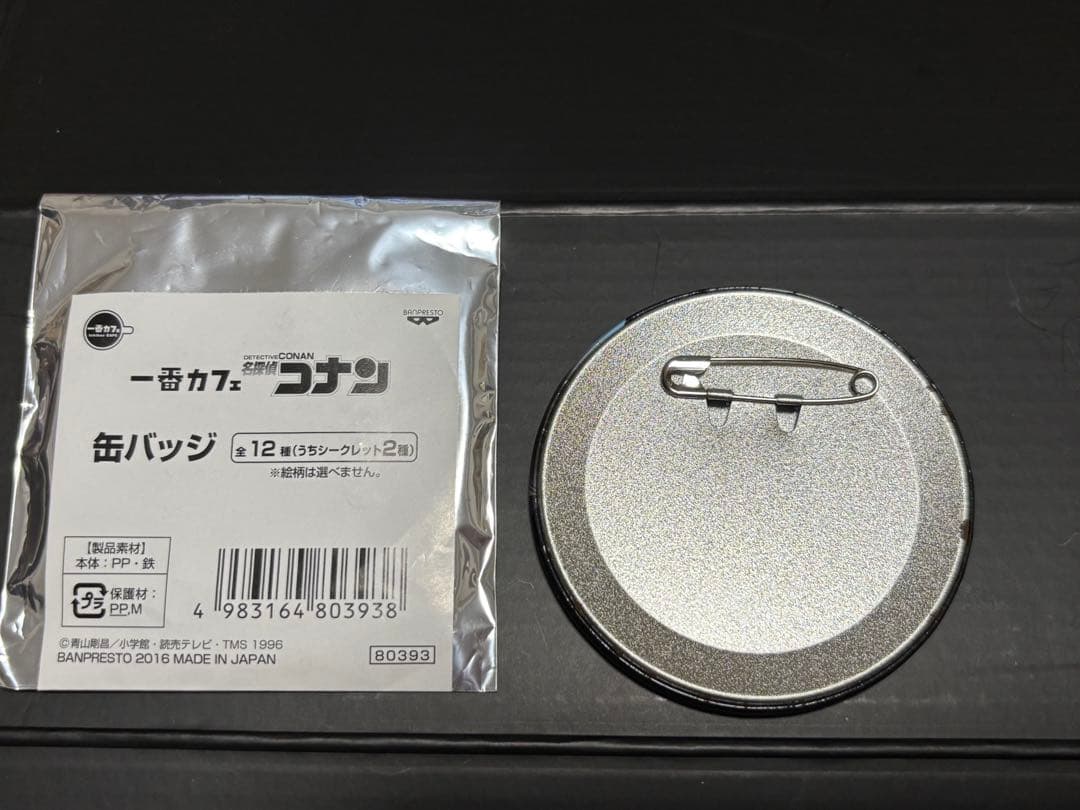 一番カフェ
Ichiban CAFE
BANPRESTO
DETECTIVE CONAN
一番カフェ 名探偵コナン
缶バッジ 全12種(うちシークレット2種)
※絵柄は選べません。
【製品素材】
本体：PP・鉄
プラ
保護材：
PP,M
4 983164 803938
©青山剛昌／小学館・読売テレビ・TMS 1996
BANPRESTO 2016 MADE IN JAPAN
80393